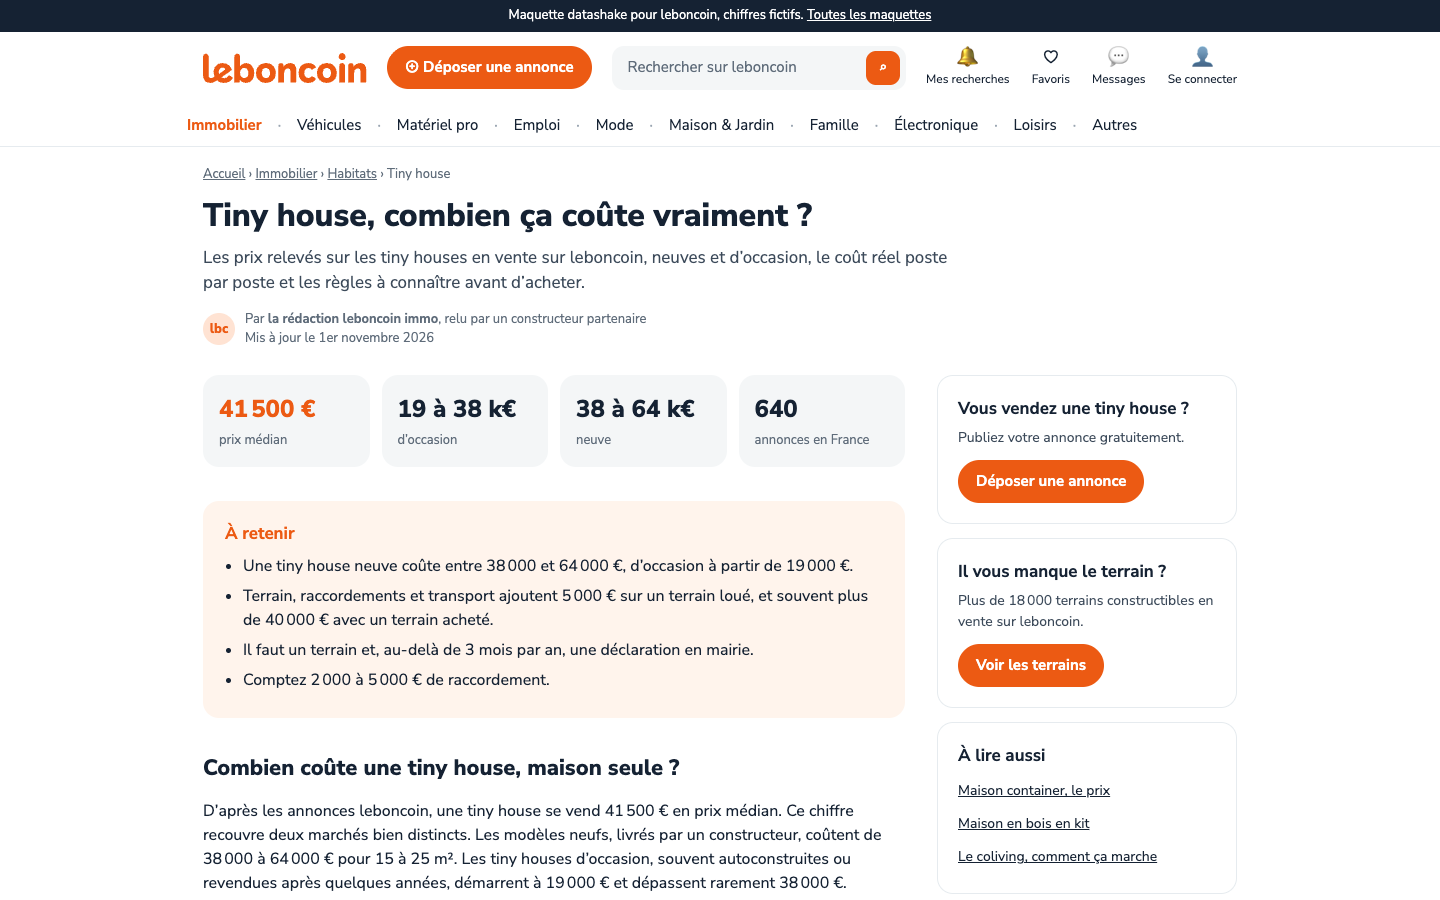 Maquette datashake pour leboncoin, chiffres fictifs. Toutes les maquettes
leboncoin
Déposer une annonce
Rechercher sur leboncoin
Mes recherches
Favoris
Messages
Se connecter
Immobilier · Véhicules · Matériel pro · Emploi · Mode · Maison & Jardin · Famille · Électronique · Loisirs · Autres
Accueil › Immobilier › Habitats › Tiny house
Tiny house, combien ça coûte vraiment ?
Les prix relevés sur les tiny houses en vente sur leboncoin, neuves et d’occasion, le coût réel poste
par poste et les règles à connaître avant d’acheter.
lbc
Par la rédaction leboncoin immo, relu par un constructeur partenaire
Mis à jour le 1er novembre 2026
41 500 €
prix médian
19 à 38 k€
d’occasion
38 à 64 k€
neuve
640
annonces en France
À retenir
• Une tiny house neuve coûte entre 38 000 et 64 000 €, d’occasion à partir de 19 000 €.
• Terrain, raccordements et transport ajoutent 5 000 € sur un terrain loué, et souvent plus
de 40 000 € avec un terrain acheté.
• Il faut un terrain et, au-delà de 3 mois par an, une déclaration en mairie.
• Comptez 2 000 à 5 000 € de raccordement.
Combien coûte une tiny house, maison seule ?
D’après les annonces leboncoin, une tiny house se vend 41 500 € en prix médian. Ce chiffre
recouvre deux marchés bien distincts. Les modèles neufs, livrés par un constructeur, coûtent de
38 000 à 64 000 € pour 15 à 25 m². Les tiny houses d’occasion, souvent autoconstruites ou
revendues après quelques années, démarrent à 19 000 € et dépassent rarement 38 000 €.
Vous vendez une tiny house ?
Publiez votre annonce gratuitement.
Déposer une annonce
Il vous manque le terrain ?
Plus de 18 000 terrains constructibles en
vente sur leboncoin.
Voir les terrains
À lire aussi
Maison container, le prix
Maison en bois en kit
Le coliving, comment ça marche